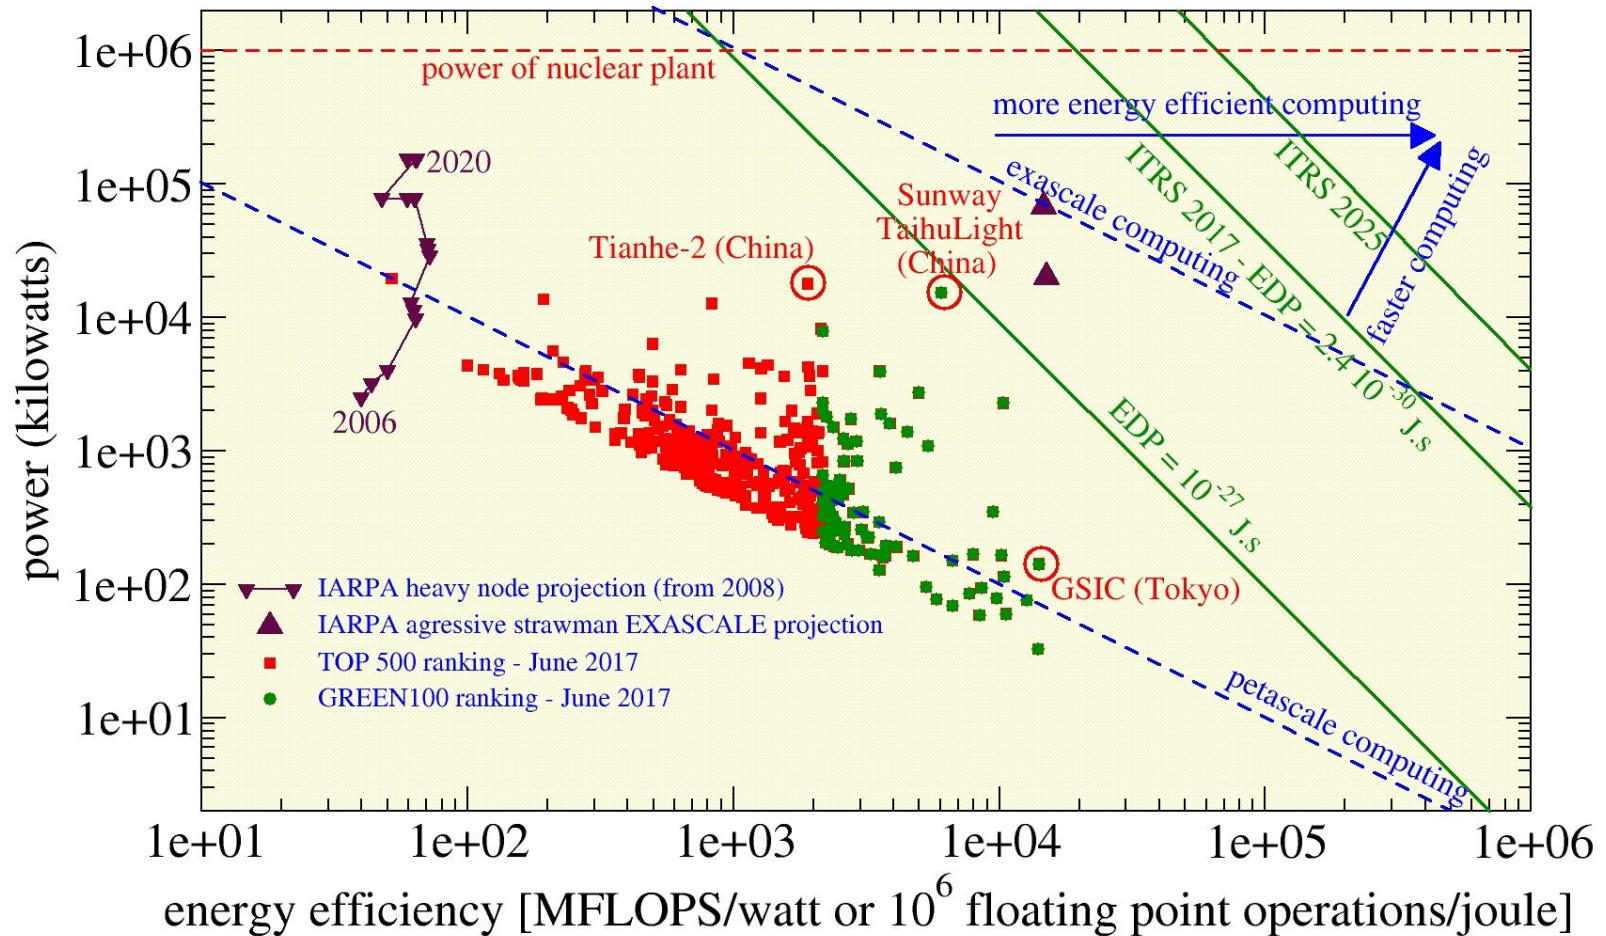 1e+06
power of nuclear plant
more energy efficient computing
2020
1e+05
exascale computing
ITRS 2017 - EDP = 2.4 10^-30 J.s
ITRS 2025
faster computing
Sunway
TaihuLight
(China)
Tianhe-2 (China)
1e+04
2006
EDP = 10^-27 J.s
1e+03
power (kilowatts)
1e+02
IARPA heavy node projection (from 2008)
GSIC (Tokyo)
IARPA agressive strawman EXASCALE projection
TOP 500 ranking - June 2017
GREEN100 ranking - June 2017
petascale computing
1e+01
1e+01 1e+02 1e+03 1e+04 1e+05 1e+06
energy efficiency [MFLOPS/watt or 10^6 floating point operations/joule]